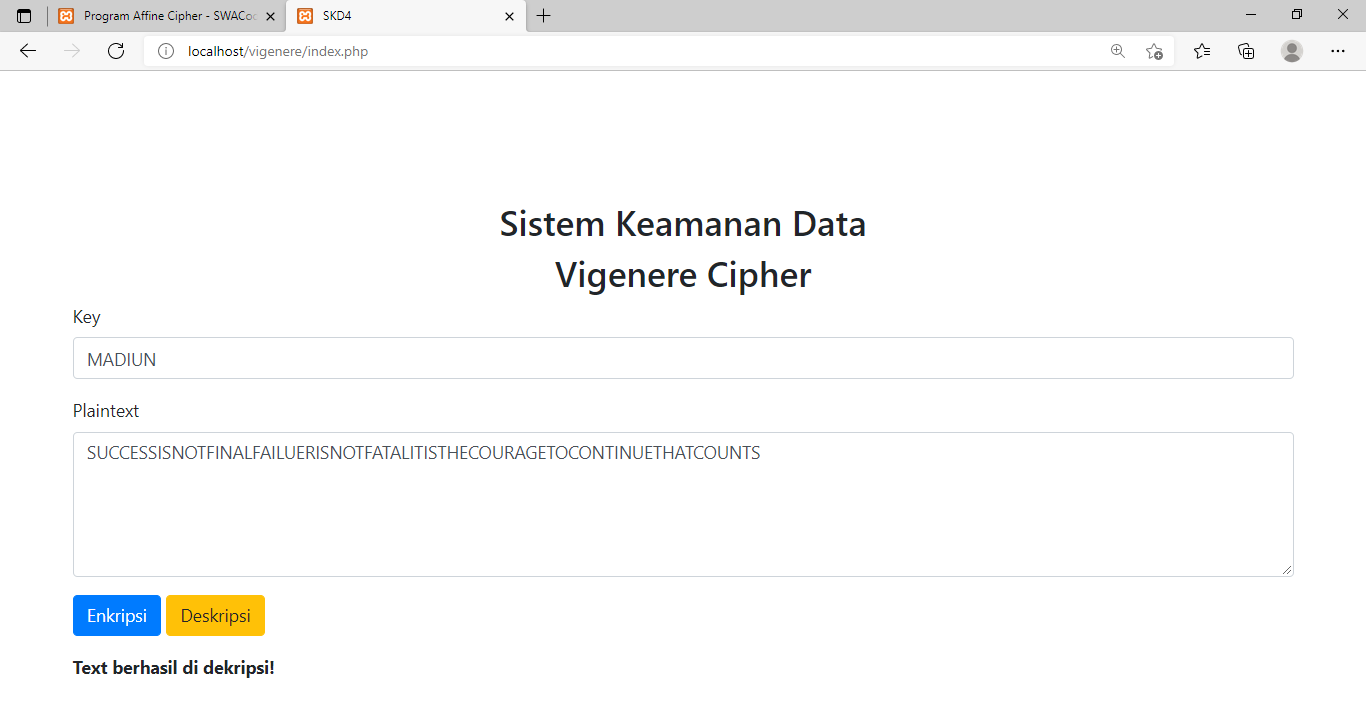 Program Affine Cipher - SWACo
SKD4
localhost/vigenere/index.php
Sistem Keamanan Data
Vigenere Cipher
Key
MADIUN
Plaintext
SUCCESSISNOTFINALFAILUERISNOTFATALITISTHECOURAGETOCONTINUETHATCOUNTS
Enkripsi Deskripsi
Text berhasil di dekripsi!